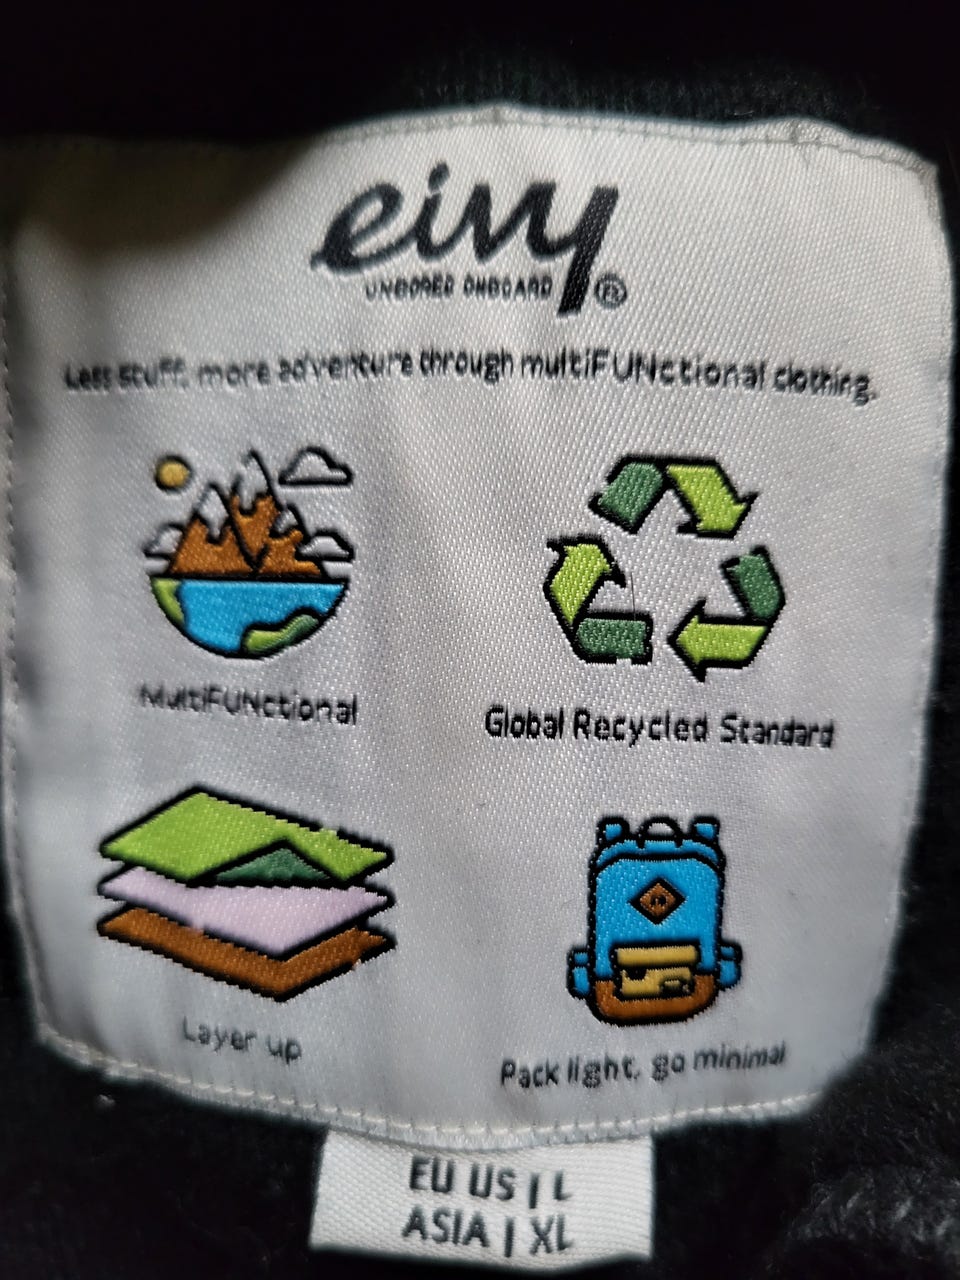 eivy
UNBORED ONBOARD ®
Less stuff, more adventure through multiFUNctional clothing.
MultiFUNctional
Global Recycled Standard
Layer up
Pack light, go minimal
EU US | L
ASIA | XL